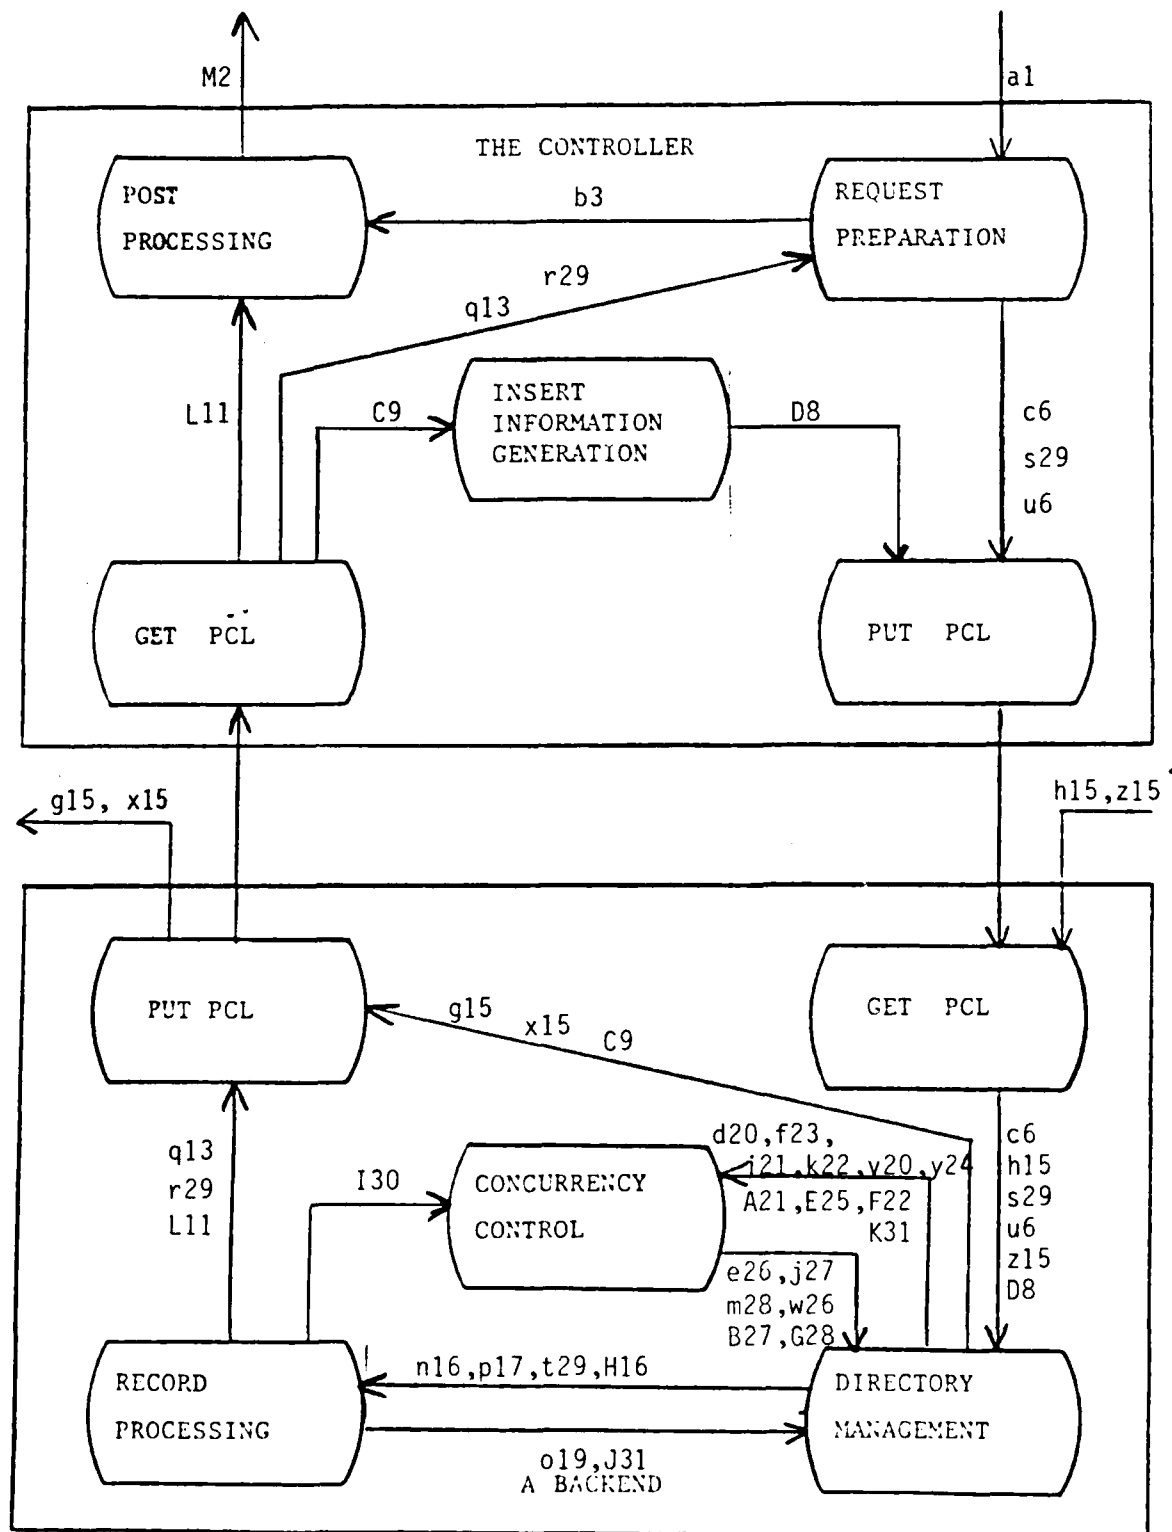 M2
a1
THE CONTROLLER
POST
PROCESSING
b3
REQUEST
PREPARATION
r29
q13
L11
C9
INSERT
INFORMATION
GENERATION
D8
c6
s29
u6
GET PCL
PUT PCL
g15, x15
h15,z15
PUT PCL
g15
x15
C9
GET PCL
q13
r29
L11
I30
CONCURRENCY
CONTROL
d20,f23,
i21,k22,v20,y24
A21,E25,F22
K31
e26,j27
m28,w26
B27,G28
c6
h15
s29
u6
z15
D8
RECORD
PROCESSING
n16,p17,t29,H16
o19,J31
DIRECTORY
MANAGEMENT
A BACKEND